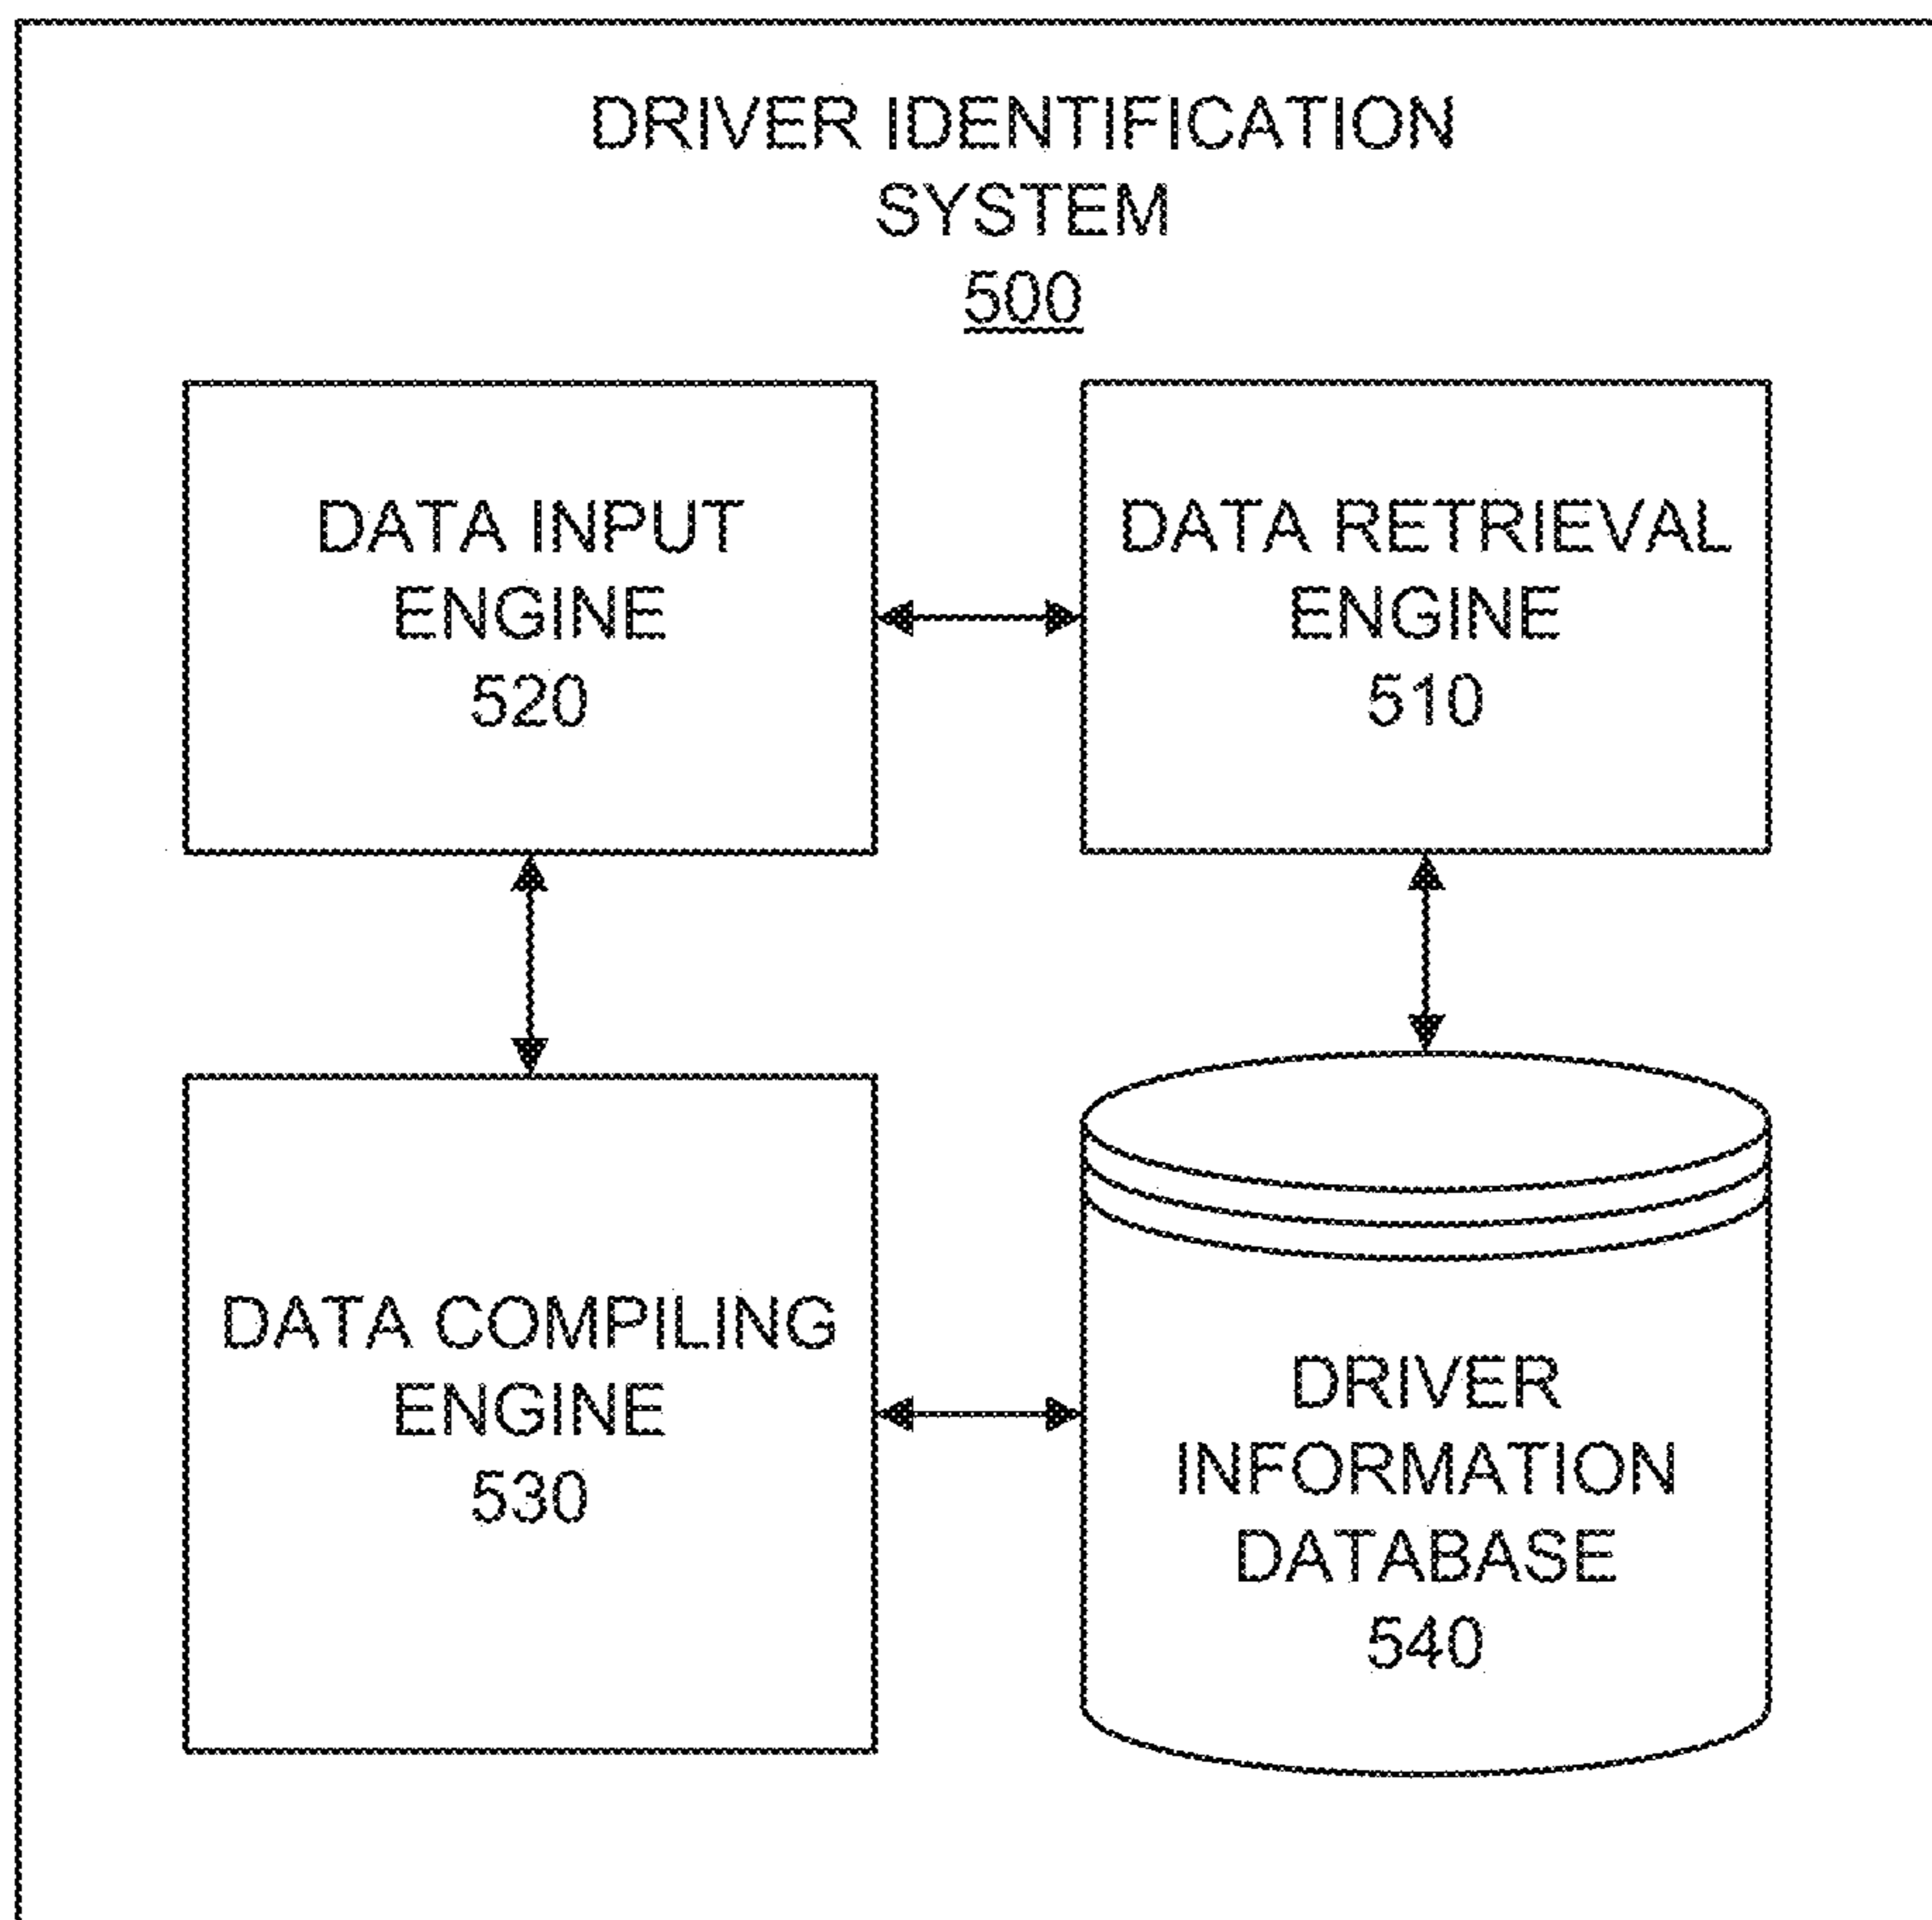 DRIVER IDENTIFICATION
SYSTEM
500
DATA INPUT
ENGINE
520
DATA RETRIEVAL
ENGINE
510
DATA COMPILING
ENGINE
530
DRIVER
INFORMATION
DATABASE
540